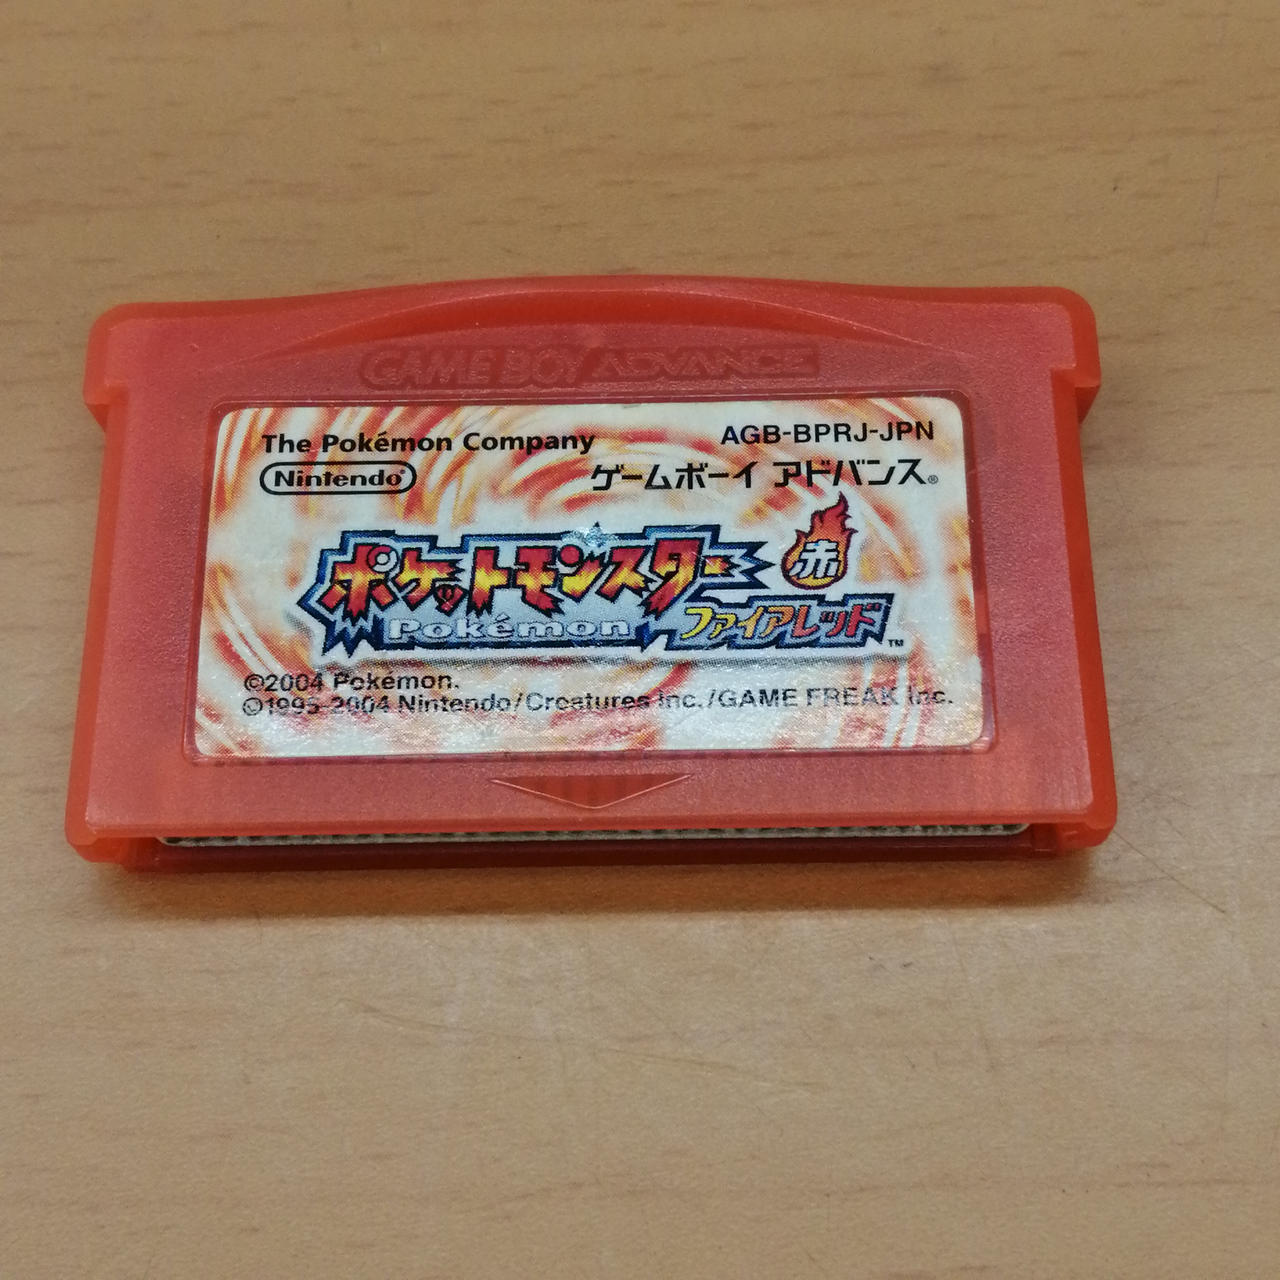 GAME BOY ADVANCE
The Pokémon Company
AGB-BPRJ-JPN
Nintendo®
ゲームボーイ アドバンス®
ポケットモンスター 赤
Pokémon ファイアレッド™
©2004 Pokémon.
©1995-2004 Nintendo/Creatures inc./GAME FREAK inc.